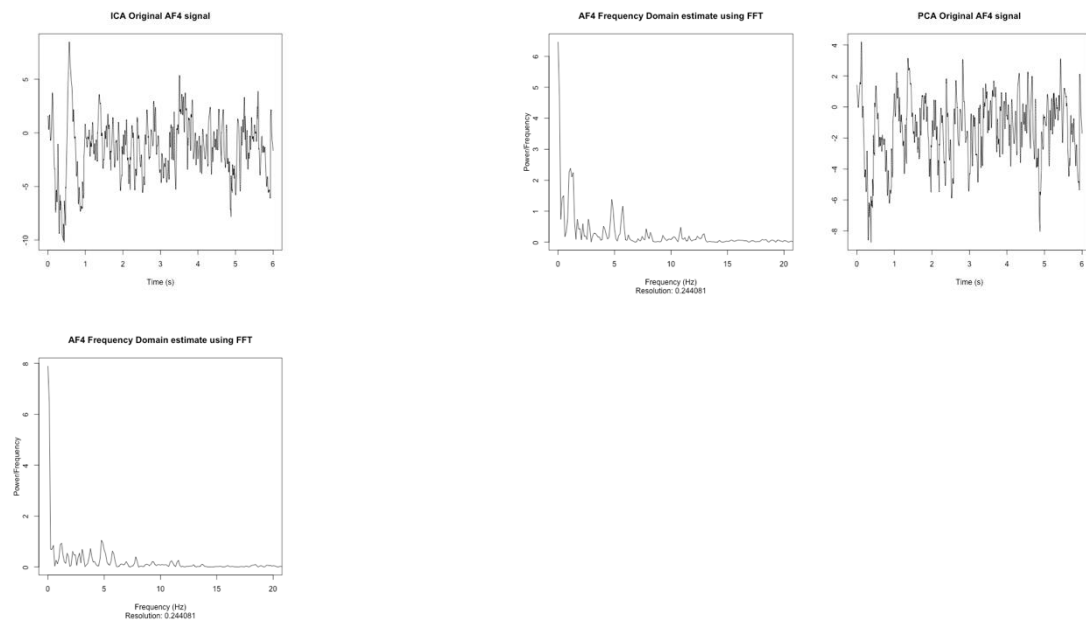 ICA Original AF4 signal
5
0
-5
-10
0 1 2 3 4 5 6
Time (s)
AF4 Frequency Domain estimate using FFT
Power/Frequency
6
5
4
3
2
1
0
0 5 10 15 20
Frequency (Hz)
Resolution: 0.244081
PCA Original AF4 signal
4
2
0
-2
-4
-6
-8
0 1 2 3 4 5 6
Time (s)
AF4 Frequency Domain estimate using FFT
Power/Frequency
8
6
4
2
0
0 5 10 15 20
Frequency (Hz)
Resolution: 0.244081